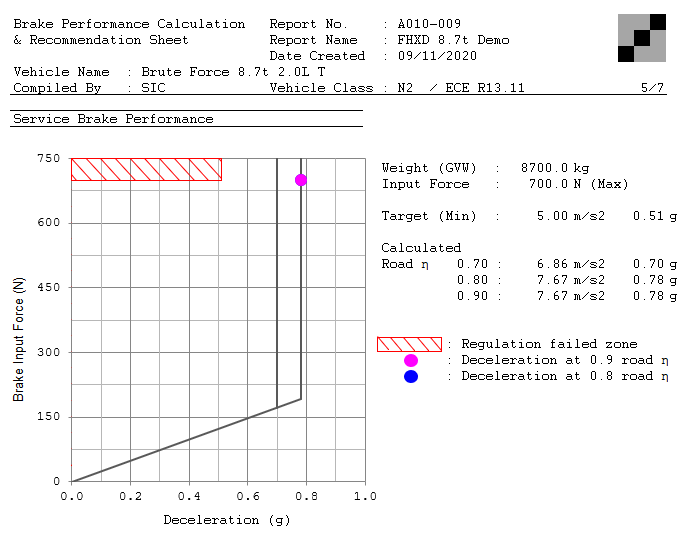 Brake Performance Calculation Report No. : A010-009
& Recommendation Sheet Report Name : FHXD 8.7t Demo
Date Created : 09/11/2020
Vehicle Name : Brute Force 8.7t 2.0L T
Compiled By : SIC Vehicle Class : N2 / ECE R13.11 5/7
Service Brake Performance
750
600
450
300
150
0
Brake Input Force (N)
0.0 0.2 0.4 0.6 0.8 1.0
Deceleration (g)
Weight (GVW) : 8700.0 kg
Input Force : 700.0 N (Max)
Target (Min) : 5.00 m/s2 0.51 g
Calculated
Road η 0.70 : 6.86 m/s2 0.70 g
0.80 : 7.67 m/s2 0.78 g
0.90 : 7.67 m/s2 0.78 g
: Regulation failed zone
: Deceleration at 0.9 road η
: Deceleration at 0.8 road η